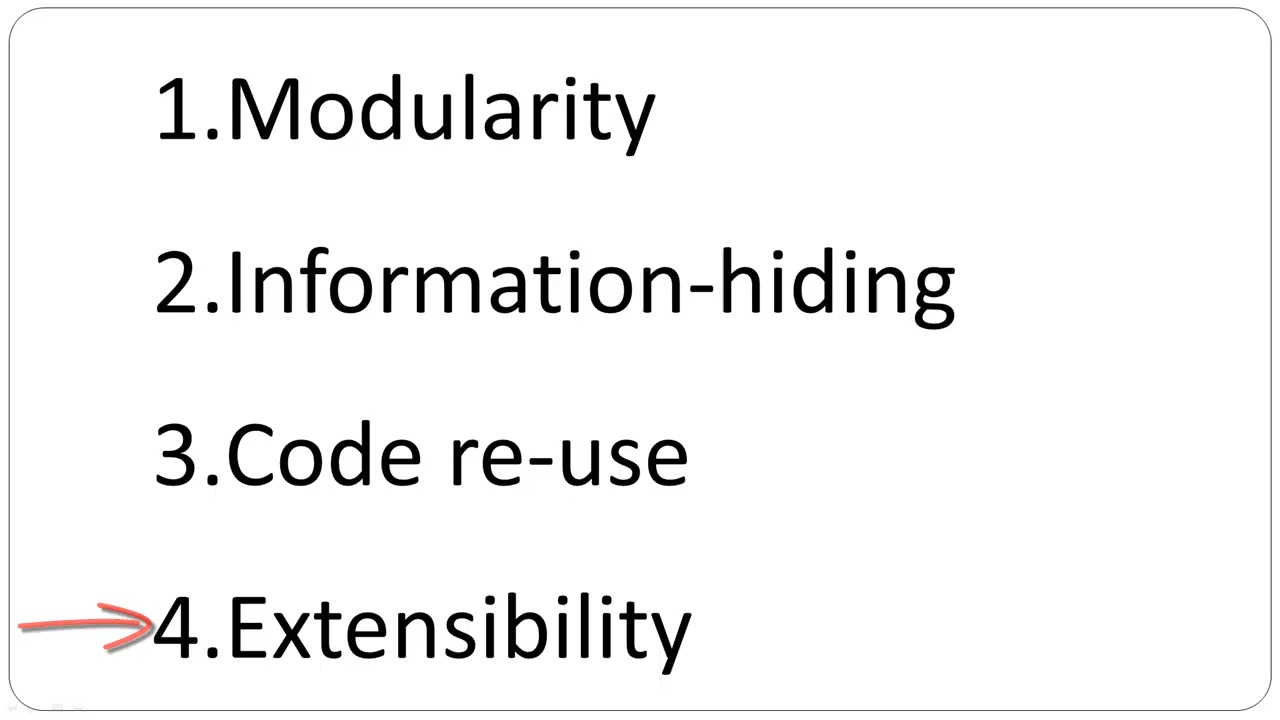 1.Modularity
2.Information-hiding
3.Code re-use
4.Extensibility